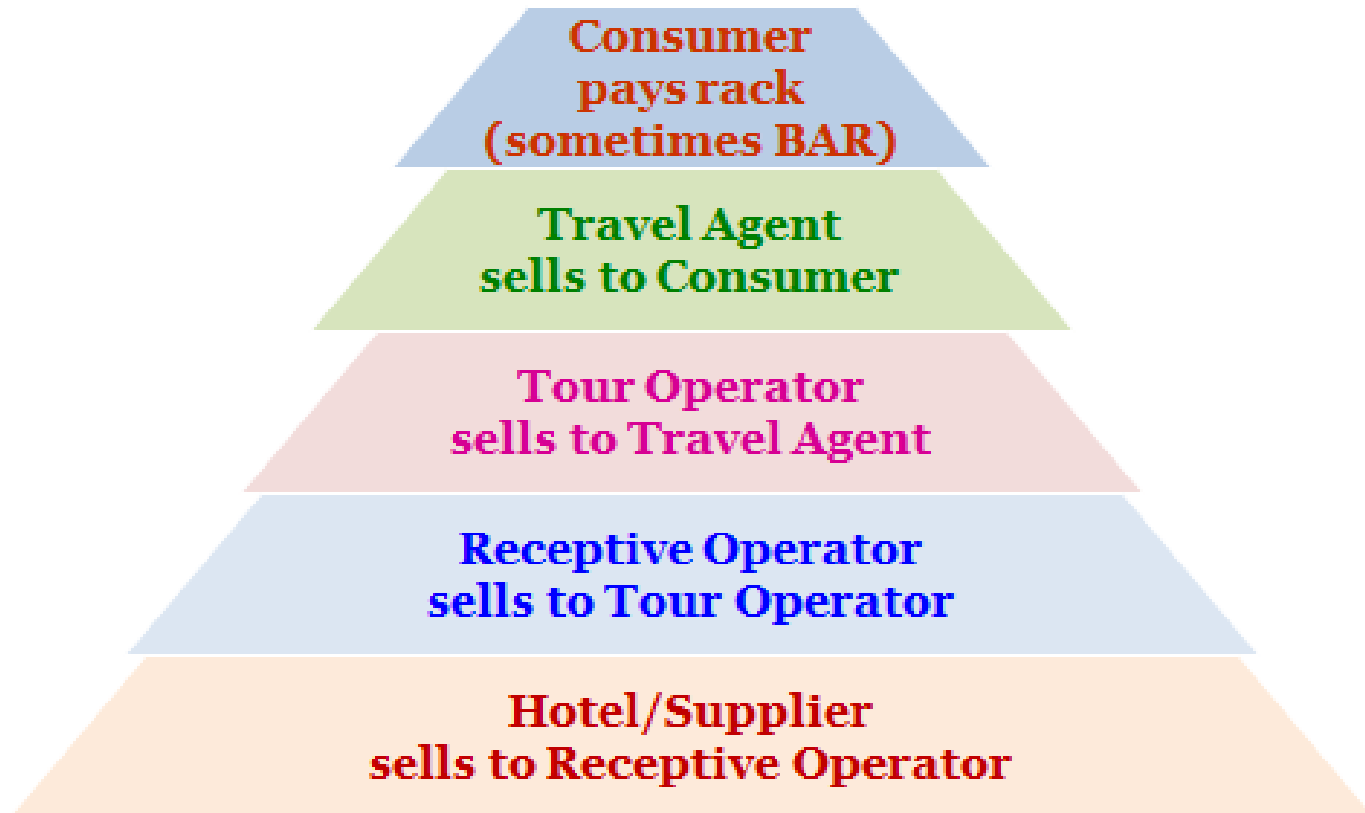 Consumer
pays rack
(sometimes BAR)
Travel Agent
sells to Consumer
Tour Operator
sells to Travel Agent
Receptive Operator
sells to Tour Operator
Hotel/Supplier
sells to Receptive Operator